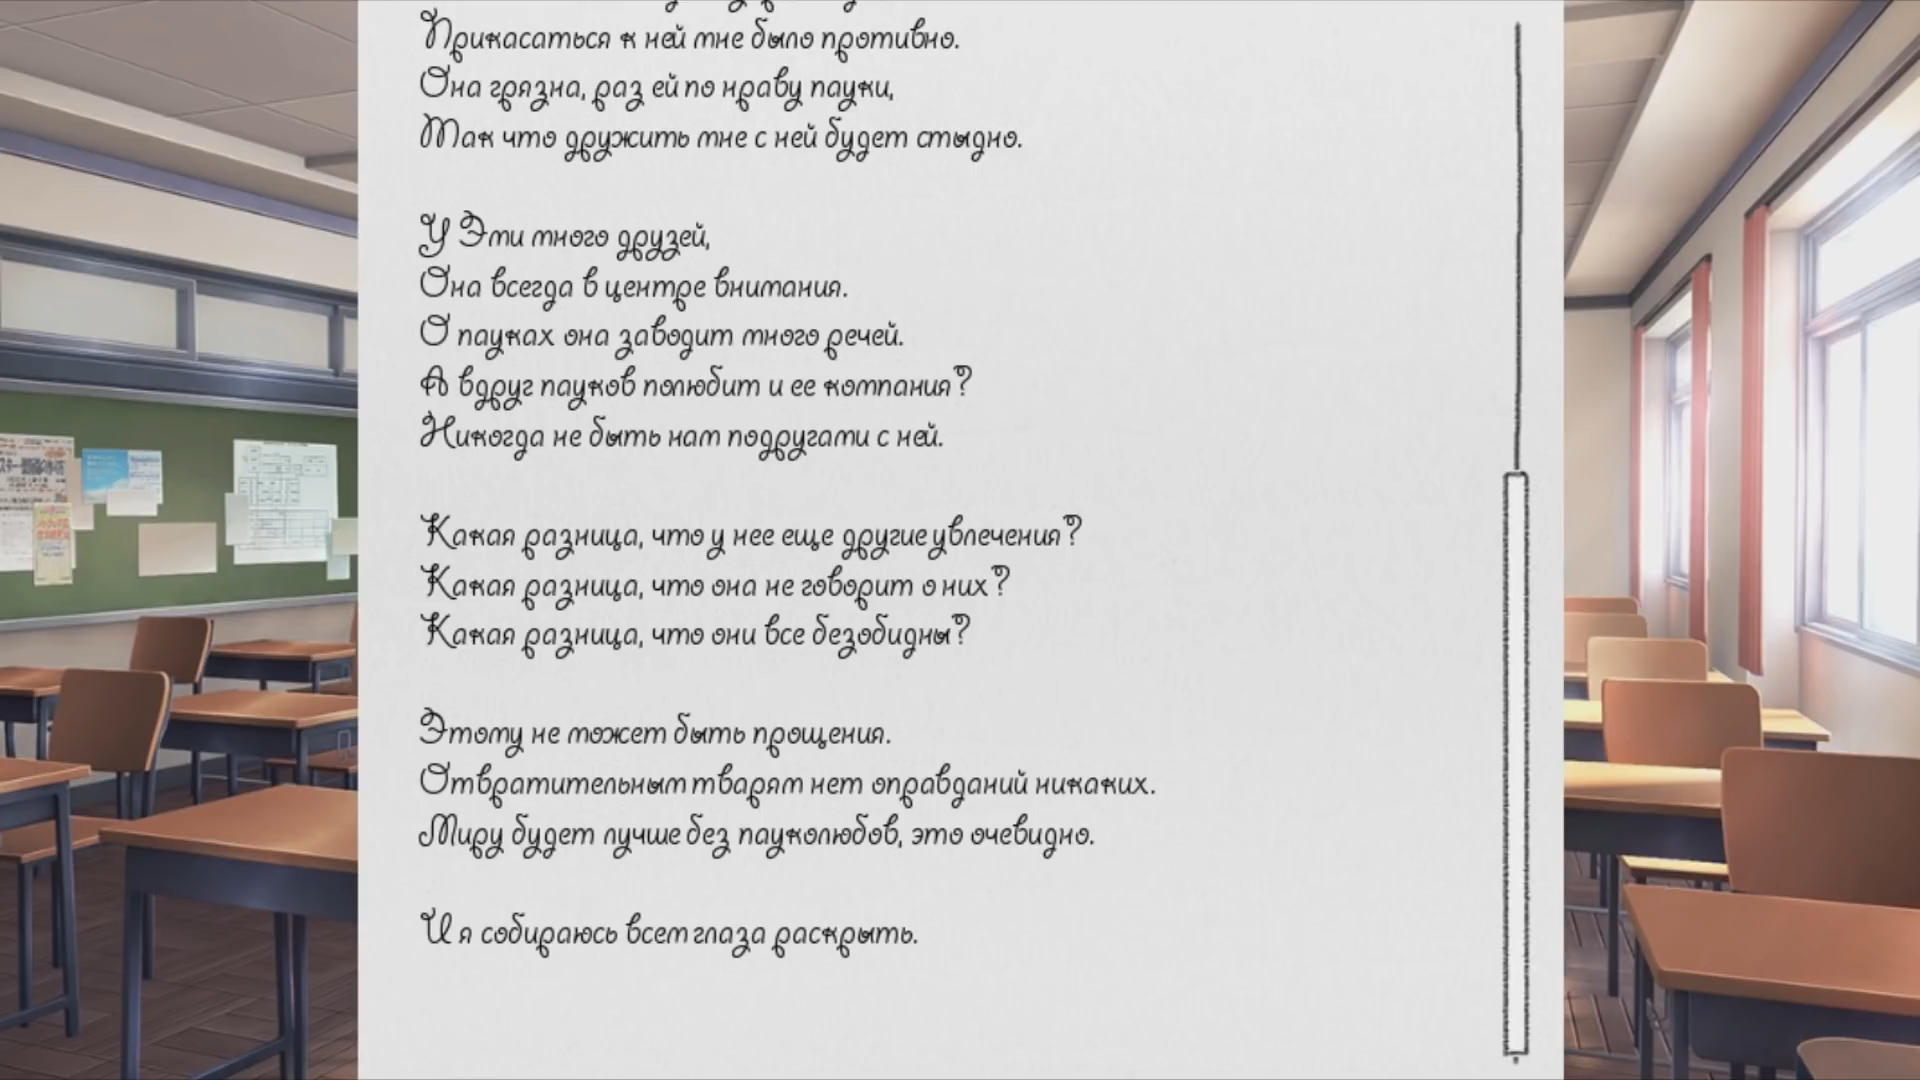 Прикасаться к ней мне было противно.
Она грязна, раз ей по нраву пауки,
Так что дружить мне с ней будет стыдно.
У Эми много друзей,
Она всегда в центре внимания.
О пауках она заводит много речей.
А вдруг пауков полюбит и ее компания?
Никогда не быть нам подругами с ней.
Какая разница, что у нее еще другие увлечения?
Какая разница, что она не говорит о них?
Какая разница, что они все безобидны?
Этому не может быть прощения.
Отвратительным тварям нет оправданий никаких.
Миру будет лучше без пауколюбов, это очевидно.
И я собираюсь всем глаза раскрыть.